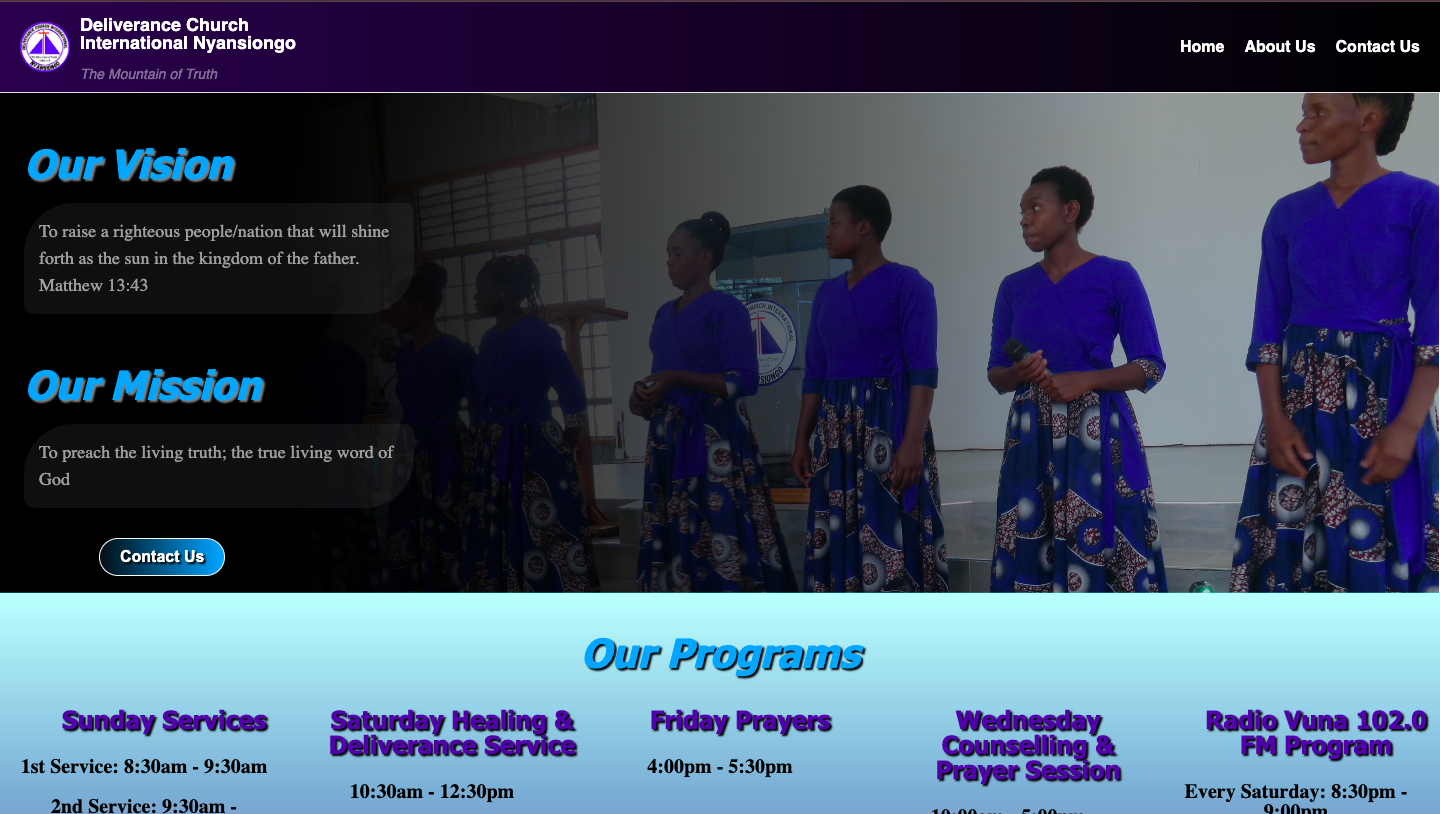 Deliverance Church
International Nyansiongo
The Mountain of Truth
Home About Us Contact Us
Our Vision
To raise a righteous people/nation that will shine
forth as the sun in the kingdom of the father.
Matthew 13:43
CHURCH INTERNATIONAL
Our Mission
To preach the living truth; the true living word of
God
Contact Us
Our Programs
Sunday Services
1st Service: 8:30am - 9:30am
2nd Service: 9:30am -
Saturday Healing &
Deliverance Service
10:30am - 12:30pm
Friday Prayers
4:00pm - 5:30pm
Wednesday
Counselling &
Prayer Session
Radio Vuna 102.0
FM Program
Every Saturday: 8:30pm -
9:00pm